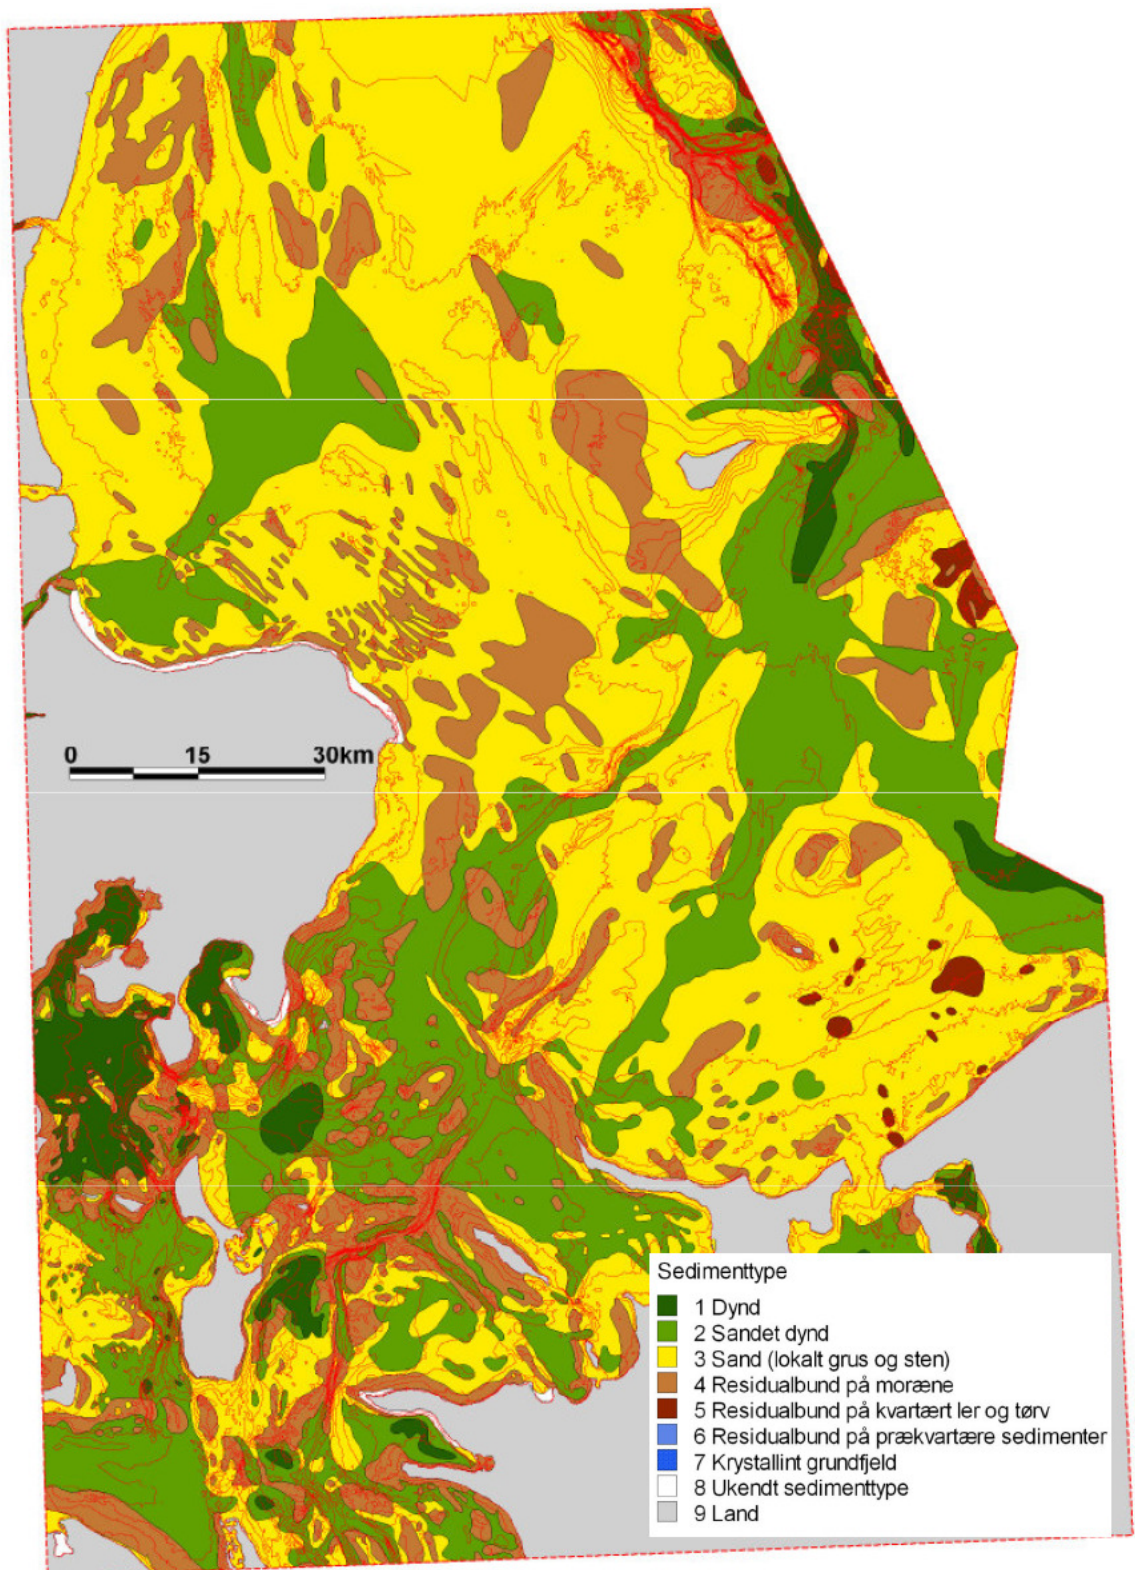 0 15 30km
Sedimenttype
1 Dynd
2 Sandet dynd
3 Sand (lokalt grus og sten)
4 Residualbund på moræne
5 Residualbund på kvartært ler og tørv
6 Residualbund på prækvartære sedimenter
7 Krystallint grundfjeld
8 Ukendt sedimenttype
9 Land